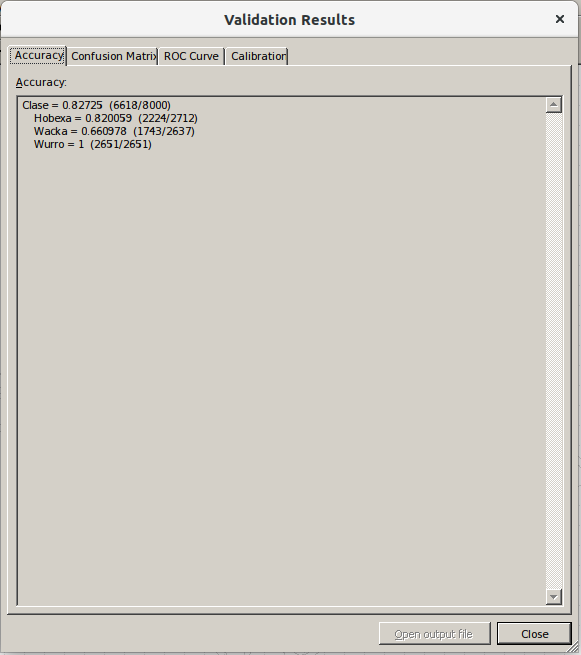 Validation Results ×
Accuracy Confusion Matrix ROC Curve Calibration
Accuracy:
Clase = 0.82725 (6618/8000)
Hobexa = 0.820059 (2224/2712)
Wacka = 0.660978 (1743/2637)
Wurro = 1 (2651/2651)
Open output file Close